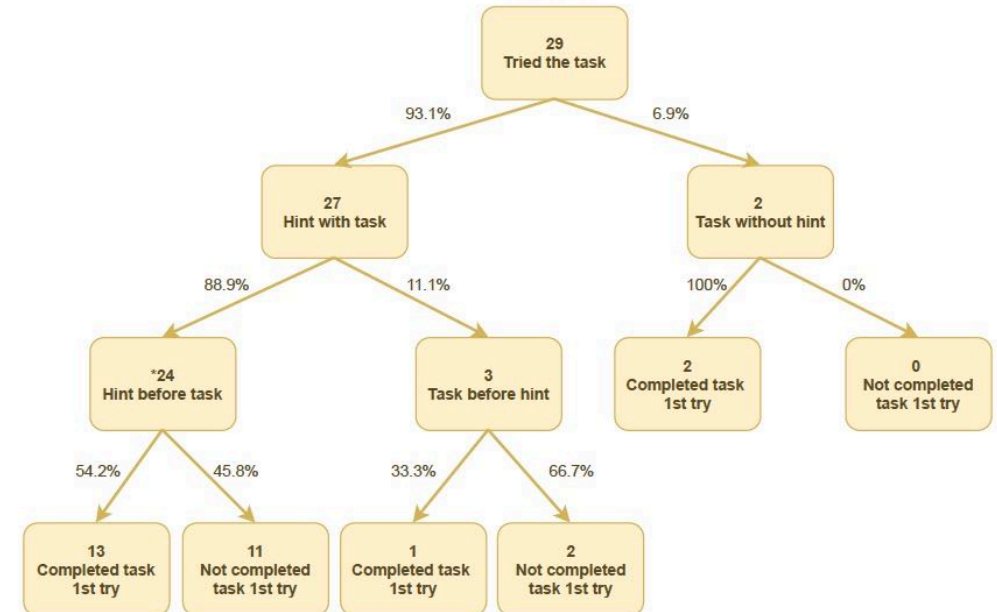 29
Tried the task
93.1%
6.9%
27
Hint with task
2
Task without hint
88.9%
11.1%
100%
0%
*24
Hint before task
3
Task before hint
2
Completed task
1st try
0
Not completed
task 1st try
54.2%
45.8%
33.3%
66.7%
13
Completed task
1st try
11
Not completed
task 1st try
1
Completed task
1st try
2
Not completed
task 1st try